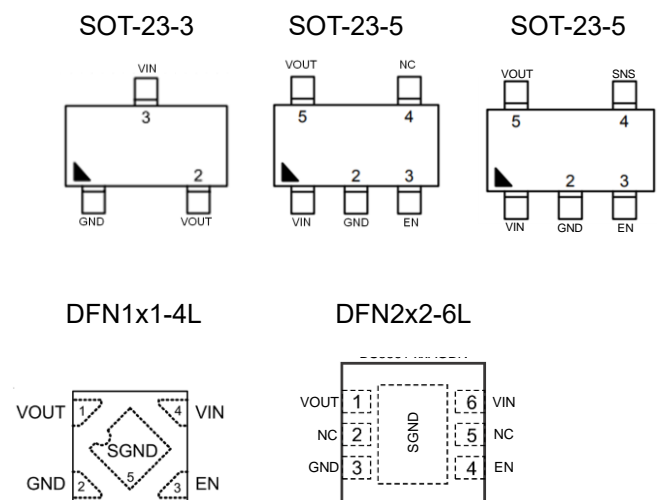 SOT-23-3 SOT-23-5 SOT-23-5
VIN VOUT NC VOUT SNS
3 5 4 5 4
2 2 3 2 3
GND VOUT VIN GND EN VIN GND EN
DFN1x1-4L DFN2x2-6L
VOUT 1 4 VIN
SGND
5
GND 2 3 EN
VOUT 1 6 VIN
NC 2 SGND 5 NC
GND 3 4 EN